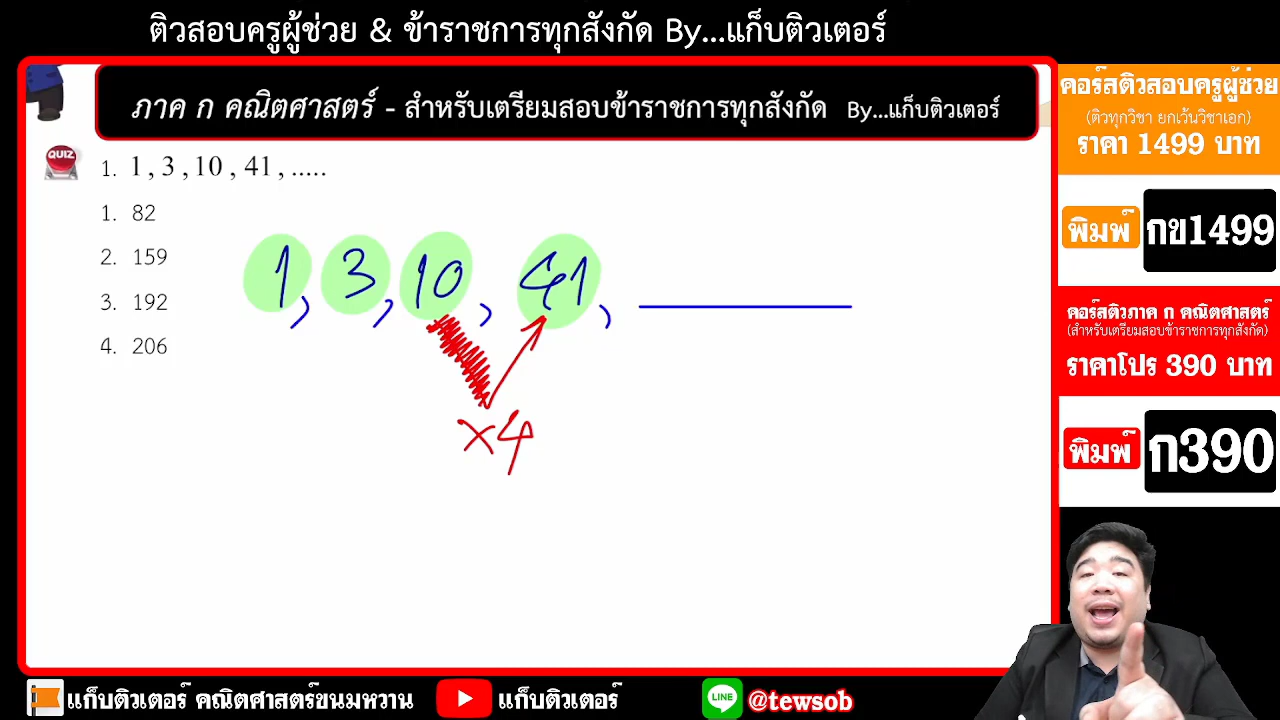 ติวสอบครูผู้ช่วย & ข้าราชการทุกสังกัด By...แก็บติวเตอร์
ภาค ก คณิตศาสตร์ - สำหรับเตรียมสอบข้าราชการทุกสังกัด By...แก็บติวเตอร์
QUIZ
1. 1 , 3 , 10 , 41 , .....
1. 82
2. 159
3. 192
4. 206
1, 3, 10, 41,
×4
คอร์สติวสอบครูผู้ช่วย
(ติวทุกวิชา ยกเว้นวิชาเอก)
ราคา 1499 บาท
พิมพ์ กข1499
คอร์สติวภาค ก คณิตศาสตร์
(สำหรับเตรียมสอบข้าราชการทุกสังกัด)
ราคาโปร 390 บาท
พิมพ์ ก390
แก็บติวเตอร์ คณิตศาสตร์ขนมหวาน
แก็บติวเตอร์
LINE @tewsob